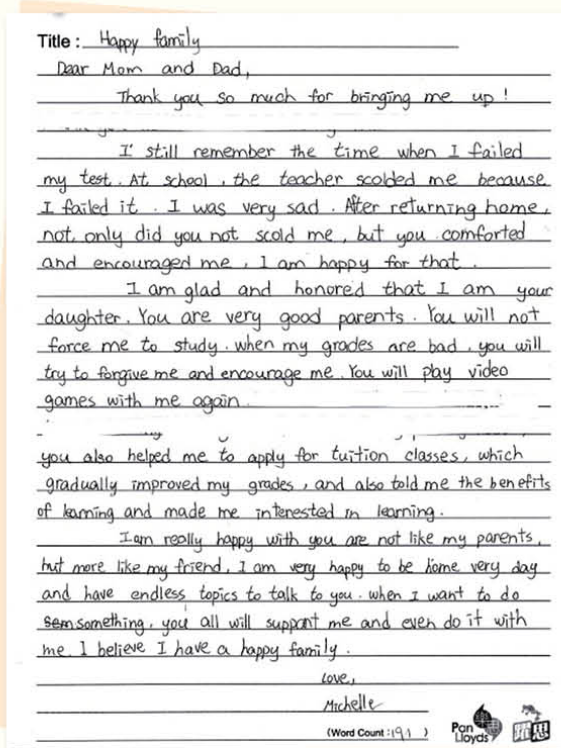 Title : Happy family
Dear Mom and Dad,
Thank you so much for bringing me up !
I' still remember the time when I failed
my test. At school, the teacher scolded me because
I failed it. I was very sad. After returning home,
not only did you not scold me, but you comforted
and encouraged me, I am happy for that.
I am glad and honored that I am your
daughter. You are very good parents. You will not
force me to study. when my grades are bad, you will
try to forgive me and encourage me. You will play video
games with me again.
you also helped me to apply for tuition classes, which
gradually improved my grades, and also told me the benefits
of learning and made me interested in learning.
I am really happy with you are not like my parents,
but more like my friend. I am very happy to be home very day
and have endless topics to talk to you. when I want to do
something, you all will support me and even do it with
me. I believe I have a happy family.
Love,
Michelle
(Word Count : 191 )
Pan
Lloyds